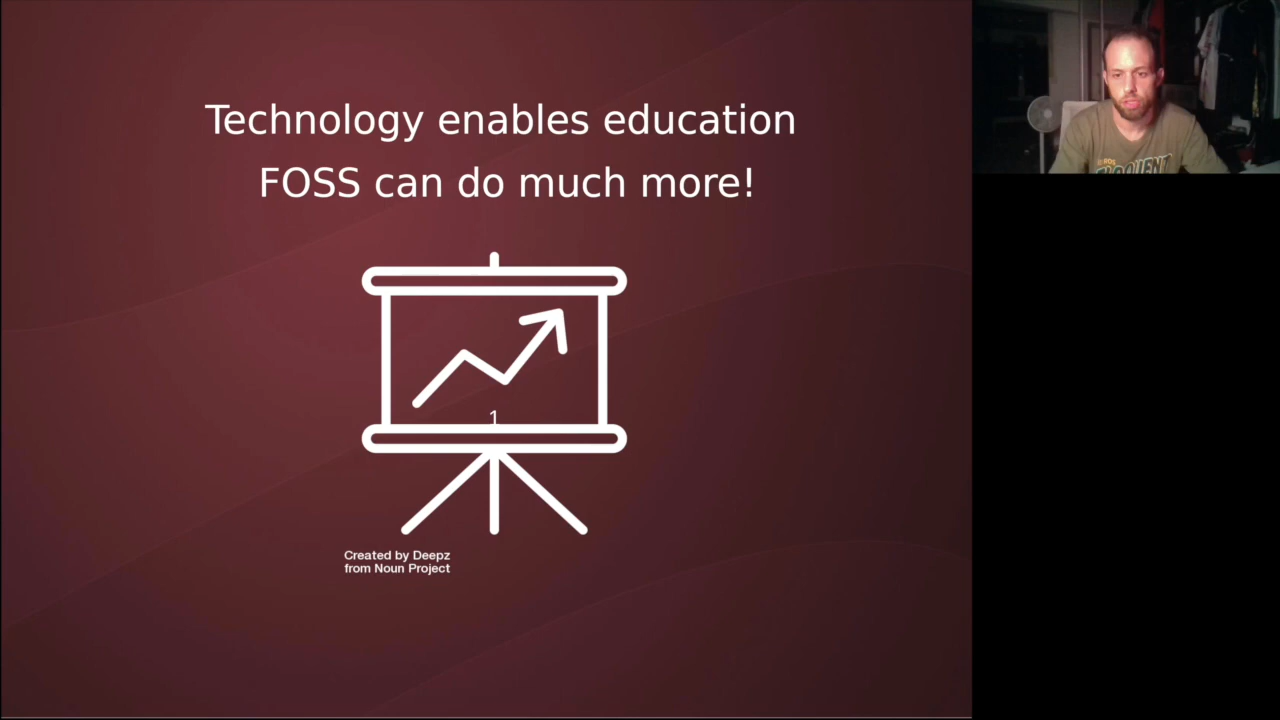 Technology enables education
FOSS can do much more!
1
Created by Deepz
from Noun Project